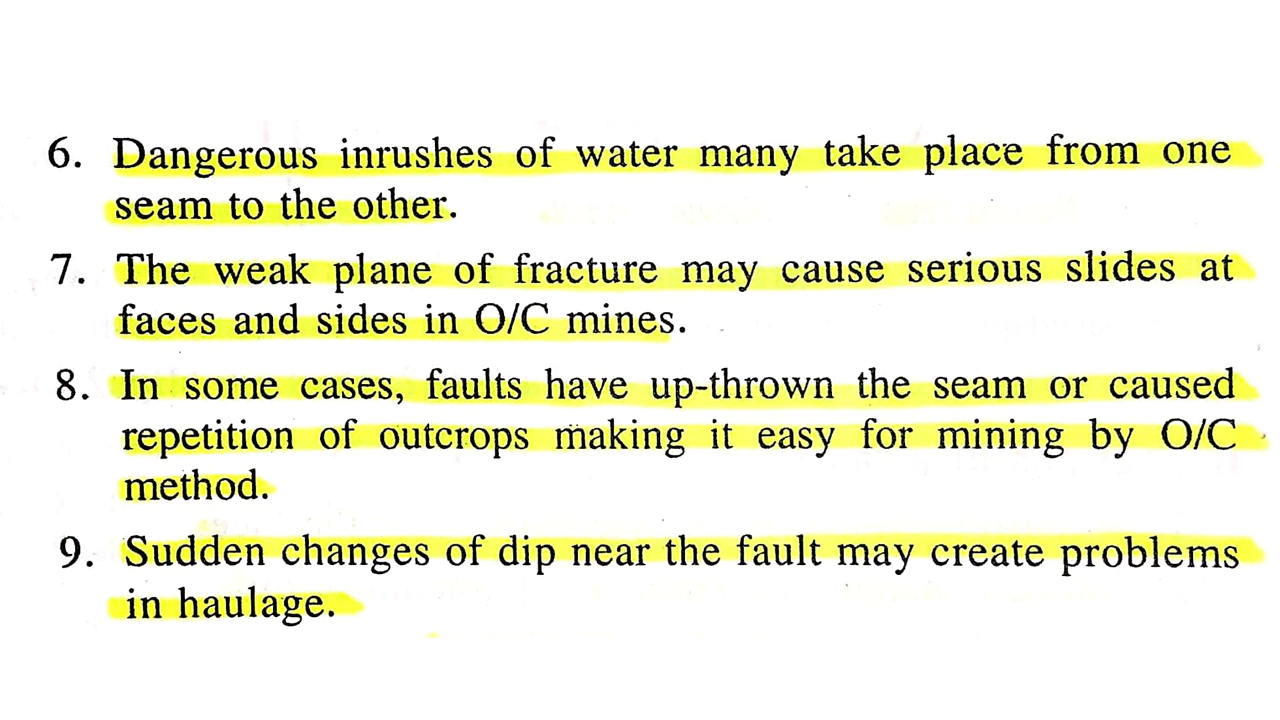 6. Dangerous inrushes of water many take place from one
seam to the other.
7. The weak plane of fracture may cause serious slides at
faces and sides in O/C mines.
8. In some cases, faults have up-thrown the seam or caused
repetition of outcrops making it easy for mining by O/C
method.
9. Sudden changes of dip near the fault may create problems
in haulage.